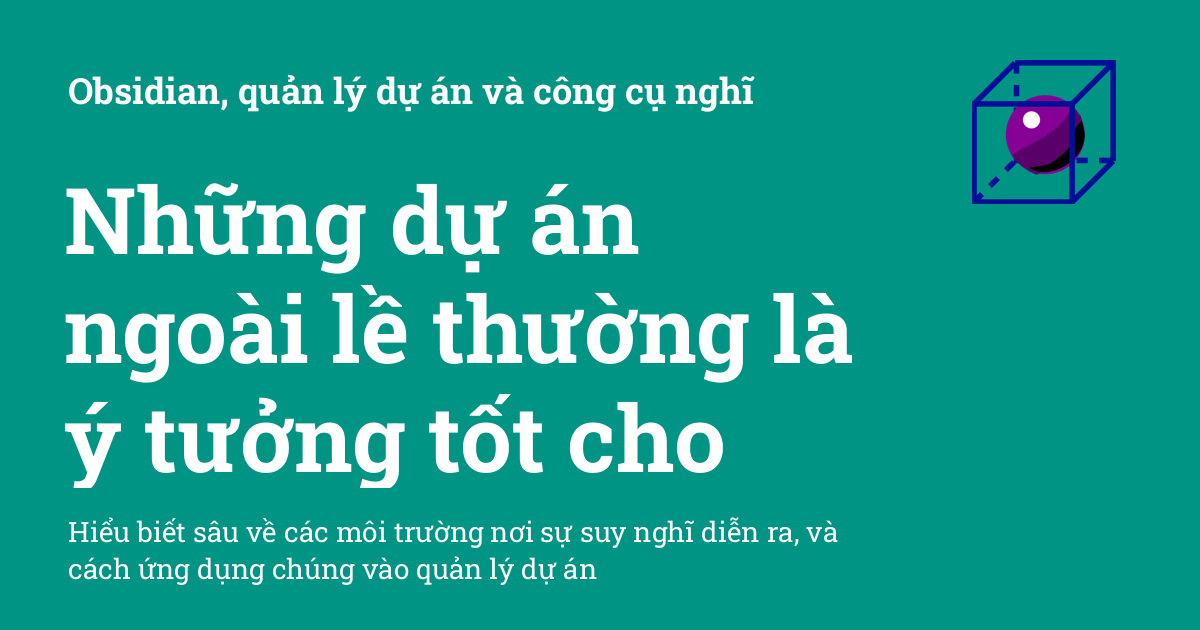 Obsidian, quản lý dự án và công cụ nghĩ
Những dự án
ngoài lề thường là
ý tưởng tốt cho
Hiểu biết sâu về các môi trường nơi sự suy nghĩ diễn ra, và
cách ứng dụng chúng vào quản lý dự án